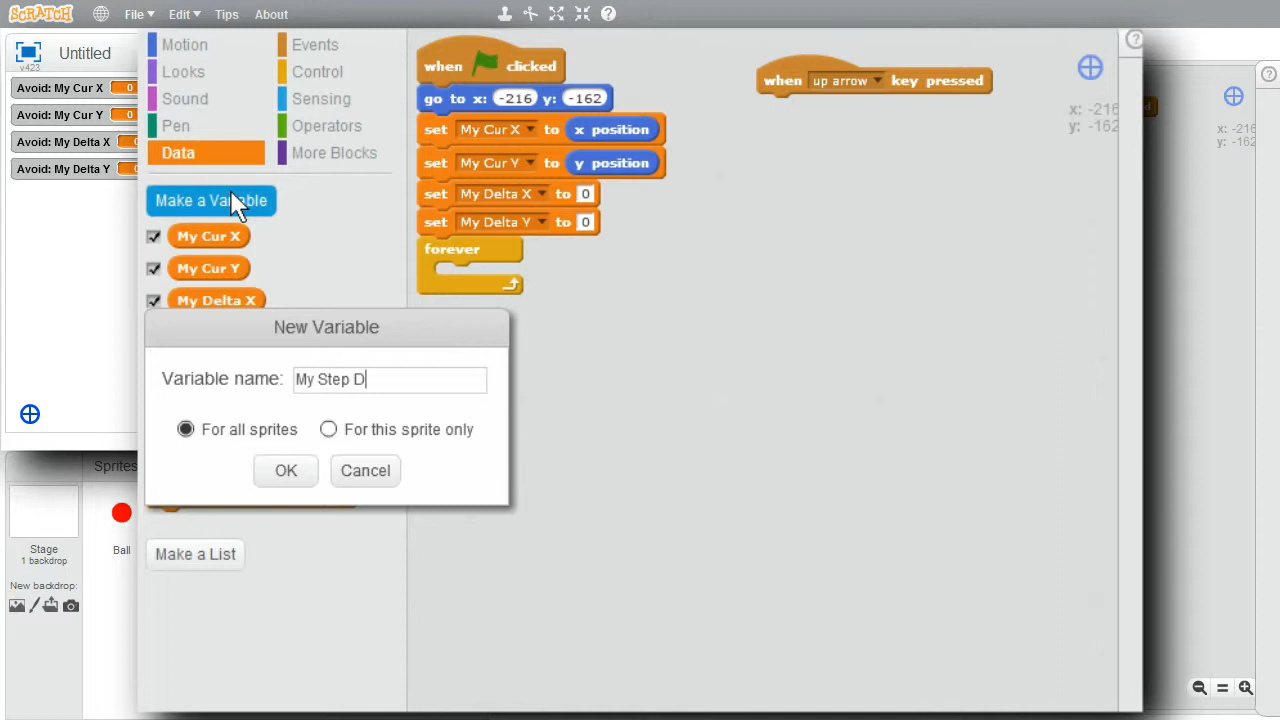 SCRATCH File Edit Tips About
Untitled
v423
Avoid: My Cur X 0
Avoid: My Cur Y 0
Avoid: My Delta X
Avoid: My Delta Y
Motion
Looks
Sound
Pen
Data
Events
Control
Sensing
Operators
More Blocks
Make a Variable
My Cur X
My Cur Y
My Delta X
New Variable
Variable name: My Step D
For all sprites For this sprite only
OK Cancel
Make a List
when clicked
go to x: -216 y: -162
set My Cur X to x position
set My Cur Y to y position
set My Delta X to 0
set My Delta Y to 0
forever
when up arrow key pressed
x: -216
y: -162
x: -216
y: -162
Sprites
Stage
1 backdrop
New backdrop:
Ball